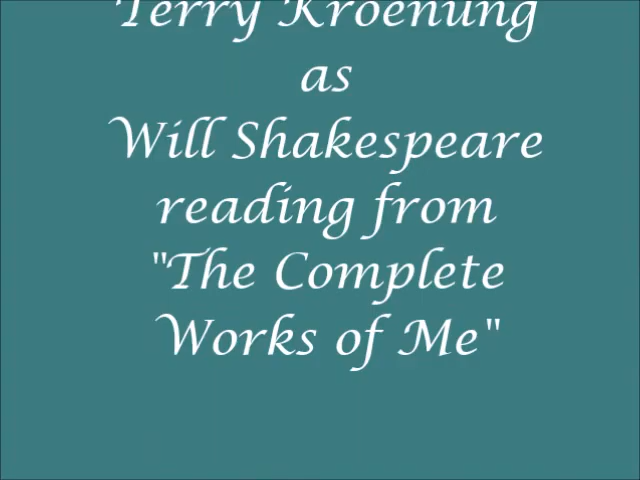 Terry Kroenung
as
Will Shakespeare
reading from
"The Complete
Works of Me"